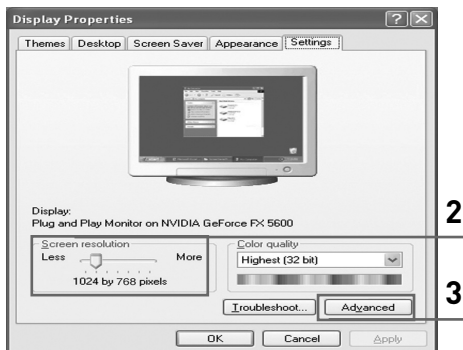 Display Properties
Themes Desktop Screen Saver Appearance Settings
Display:
Plug and Play Monitor on NVIDIA GeForce FX 5600
Screen resolution
Less More
1024 by 768 pixels
Color quality
Highest (32 bit)
2
Troubleshoot... Advanced
3
OK Cancel Apply